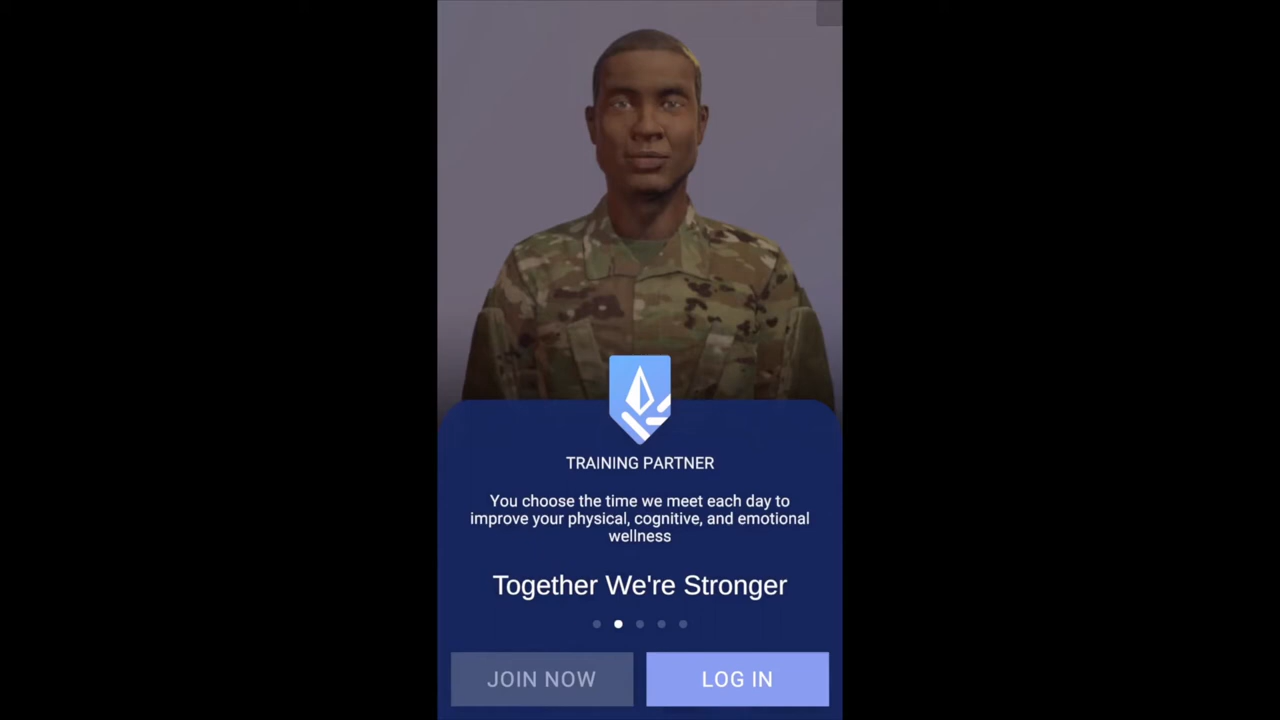 TRAINING PARTNER
You choose the time we meet each day to
improve your physical, cognitive, and emotional
wellness
Together We're Stronger
JOIN NOW
LOG IN